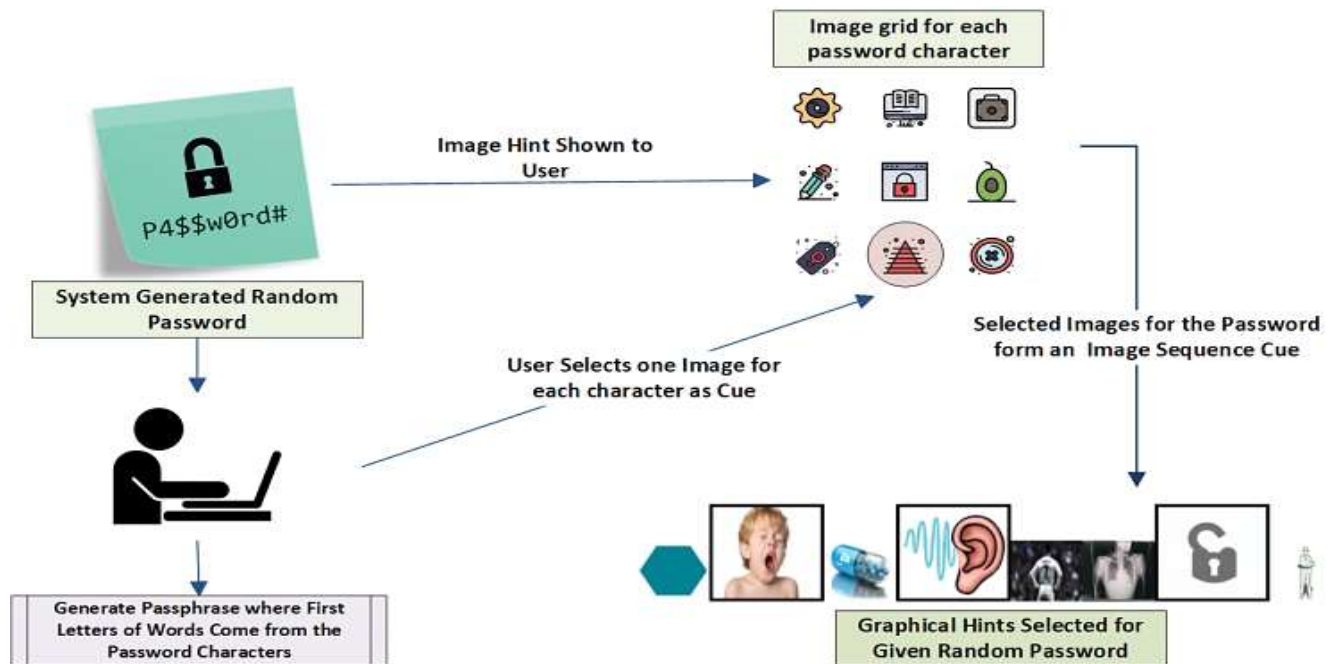 Image grid for each
password character
P4$$w0rd#
Image Hint Shown to
User
System Generated Random
Password
User Selects one Image for
each character as Cue
Selected Images for the Password
form an Image Sequence Cue
Generate Passphrase where First
Letters of Words Come from the
Password Characters
Graphical Hints Selected for
Given Random Password